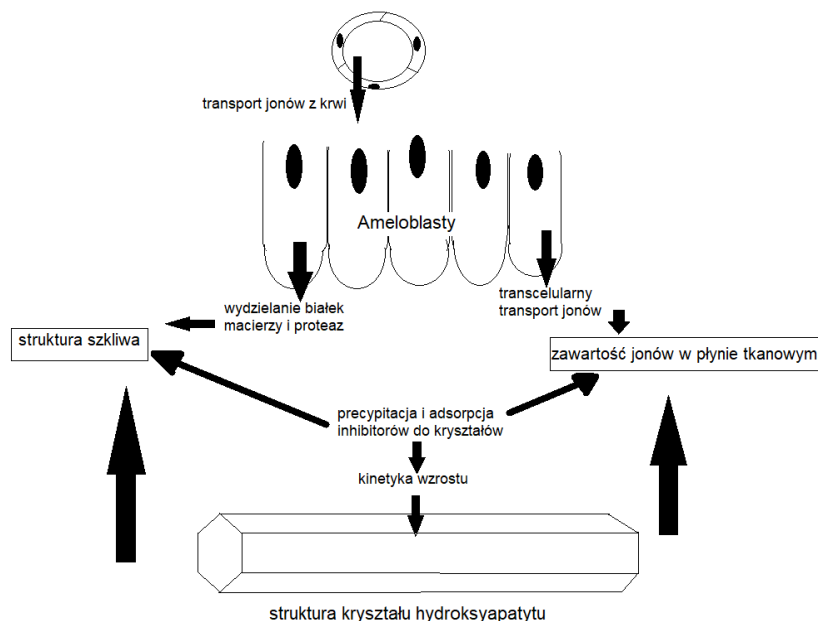 transport jonów z krwi
Ameloblasty
wydzielanie białek
macierzy i proteaz
transcelularny
transport jonów
struktura szkliwa
zawartość jonów w płynie tkanowym
precypitacja i adsorpcja
inhibitorów do kryształów
kinetyka wzrostu
struktura kryształu hydroksyapatytu